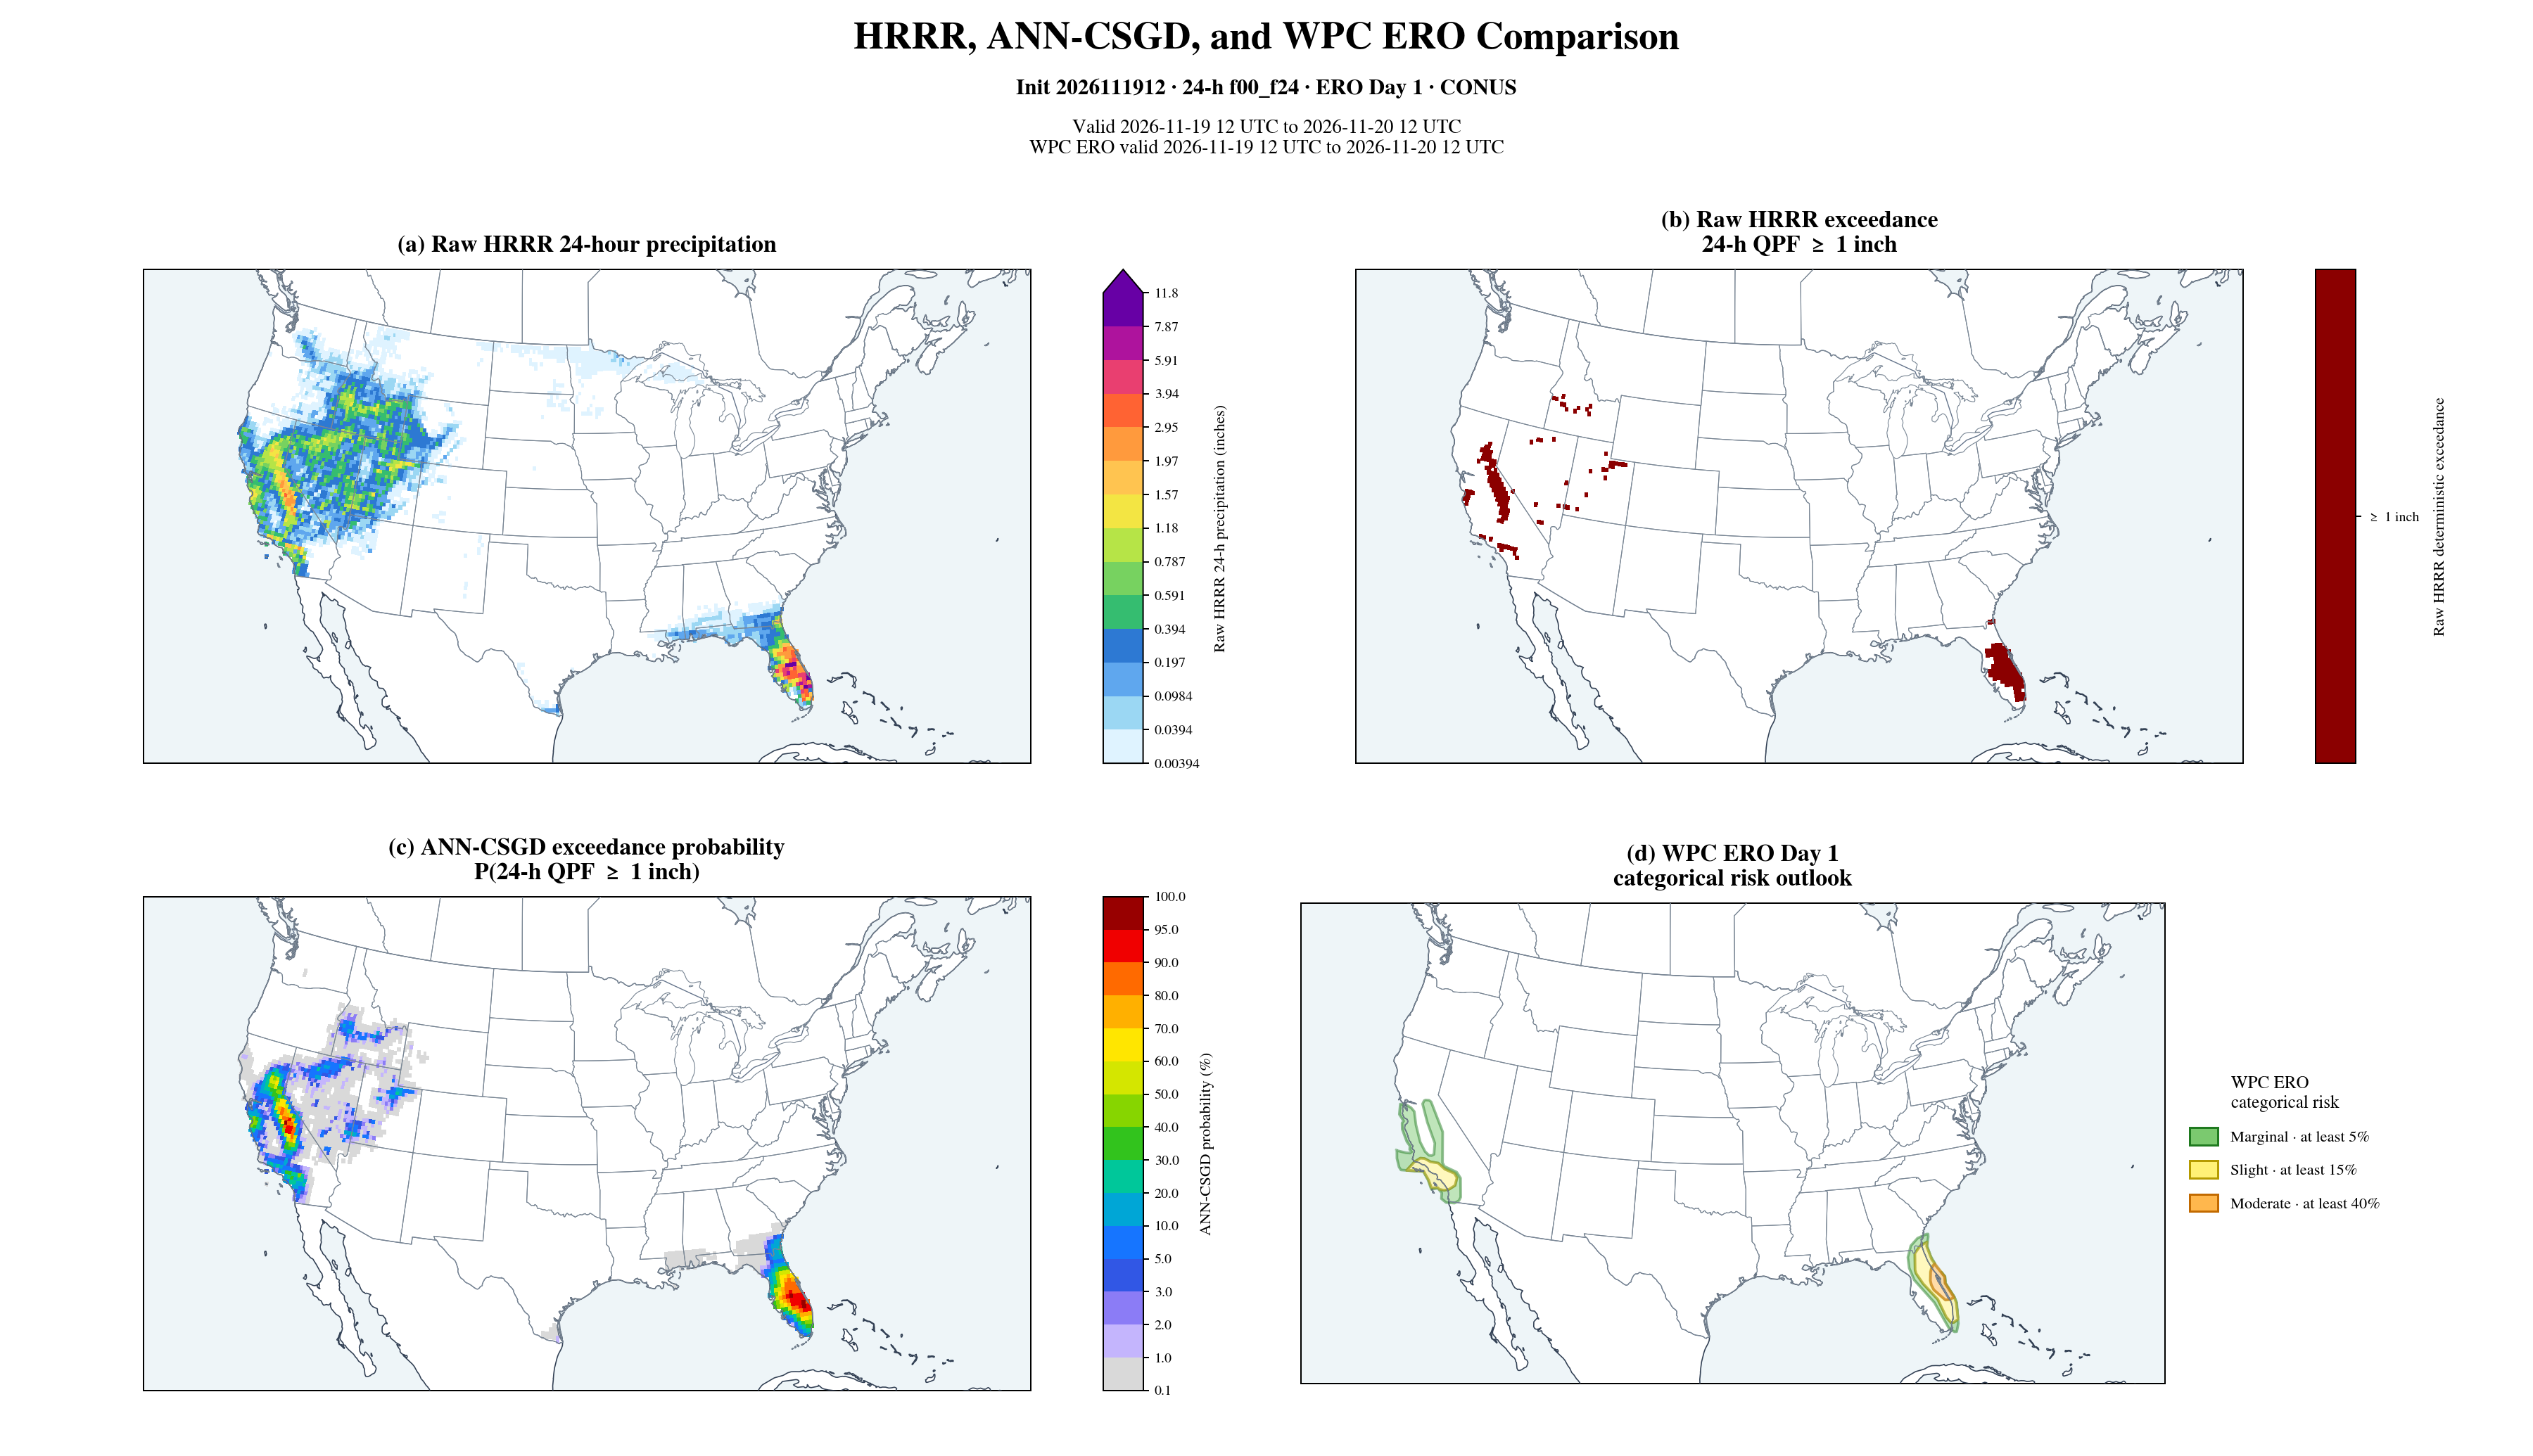 HRRR, ANN-CSGD, and WPC ERO Comparison
Init 2026111912 · 24-h f00_f24 · ERO Day 1 · CONUS
Valid 2026-11-19 12 UTC to 2026-11-20 12 UTC
WPC ERO valid 2026-11-19 12 UTC to 2026-11-20 12 UTC
(a) Raw HRRR 24-hour precipitation
11.8
7.87
5.91
3.94
2.95
1.97
1.57
1.18
0.787
0.591
0.394
0.197
0.0984
0.0394
0.00394
Raw HRRR 24-h precipitation (inches)
(b) Raw HRRR exceedance
24-h QPF ≥ 1 inch
≥ 1 inch
Raw HRRR deterministic exceedance
(c) ANN-CSGD exceedance probability
P(24-h QPF ≥ 1 inch)
100.0
95.0
90.0
80.0
70.0
60.0
50.0
40.0
30.0
20.0
10.0
5.0
3.0
2.0
1.0
0.1
ANN-CSGD probability (%)
(d) WPC ERO Day 1
categorical risk outlook
WPC ERO
categorical risk
Marginal · at least 5%
Slight · at least 15%
Moderate · at least 40%